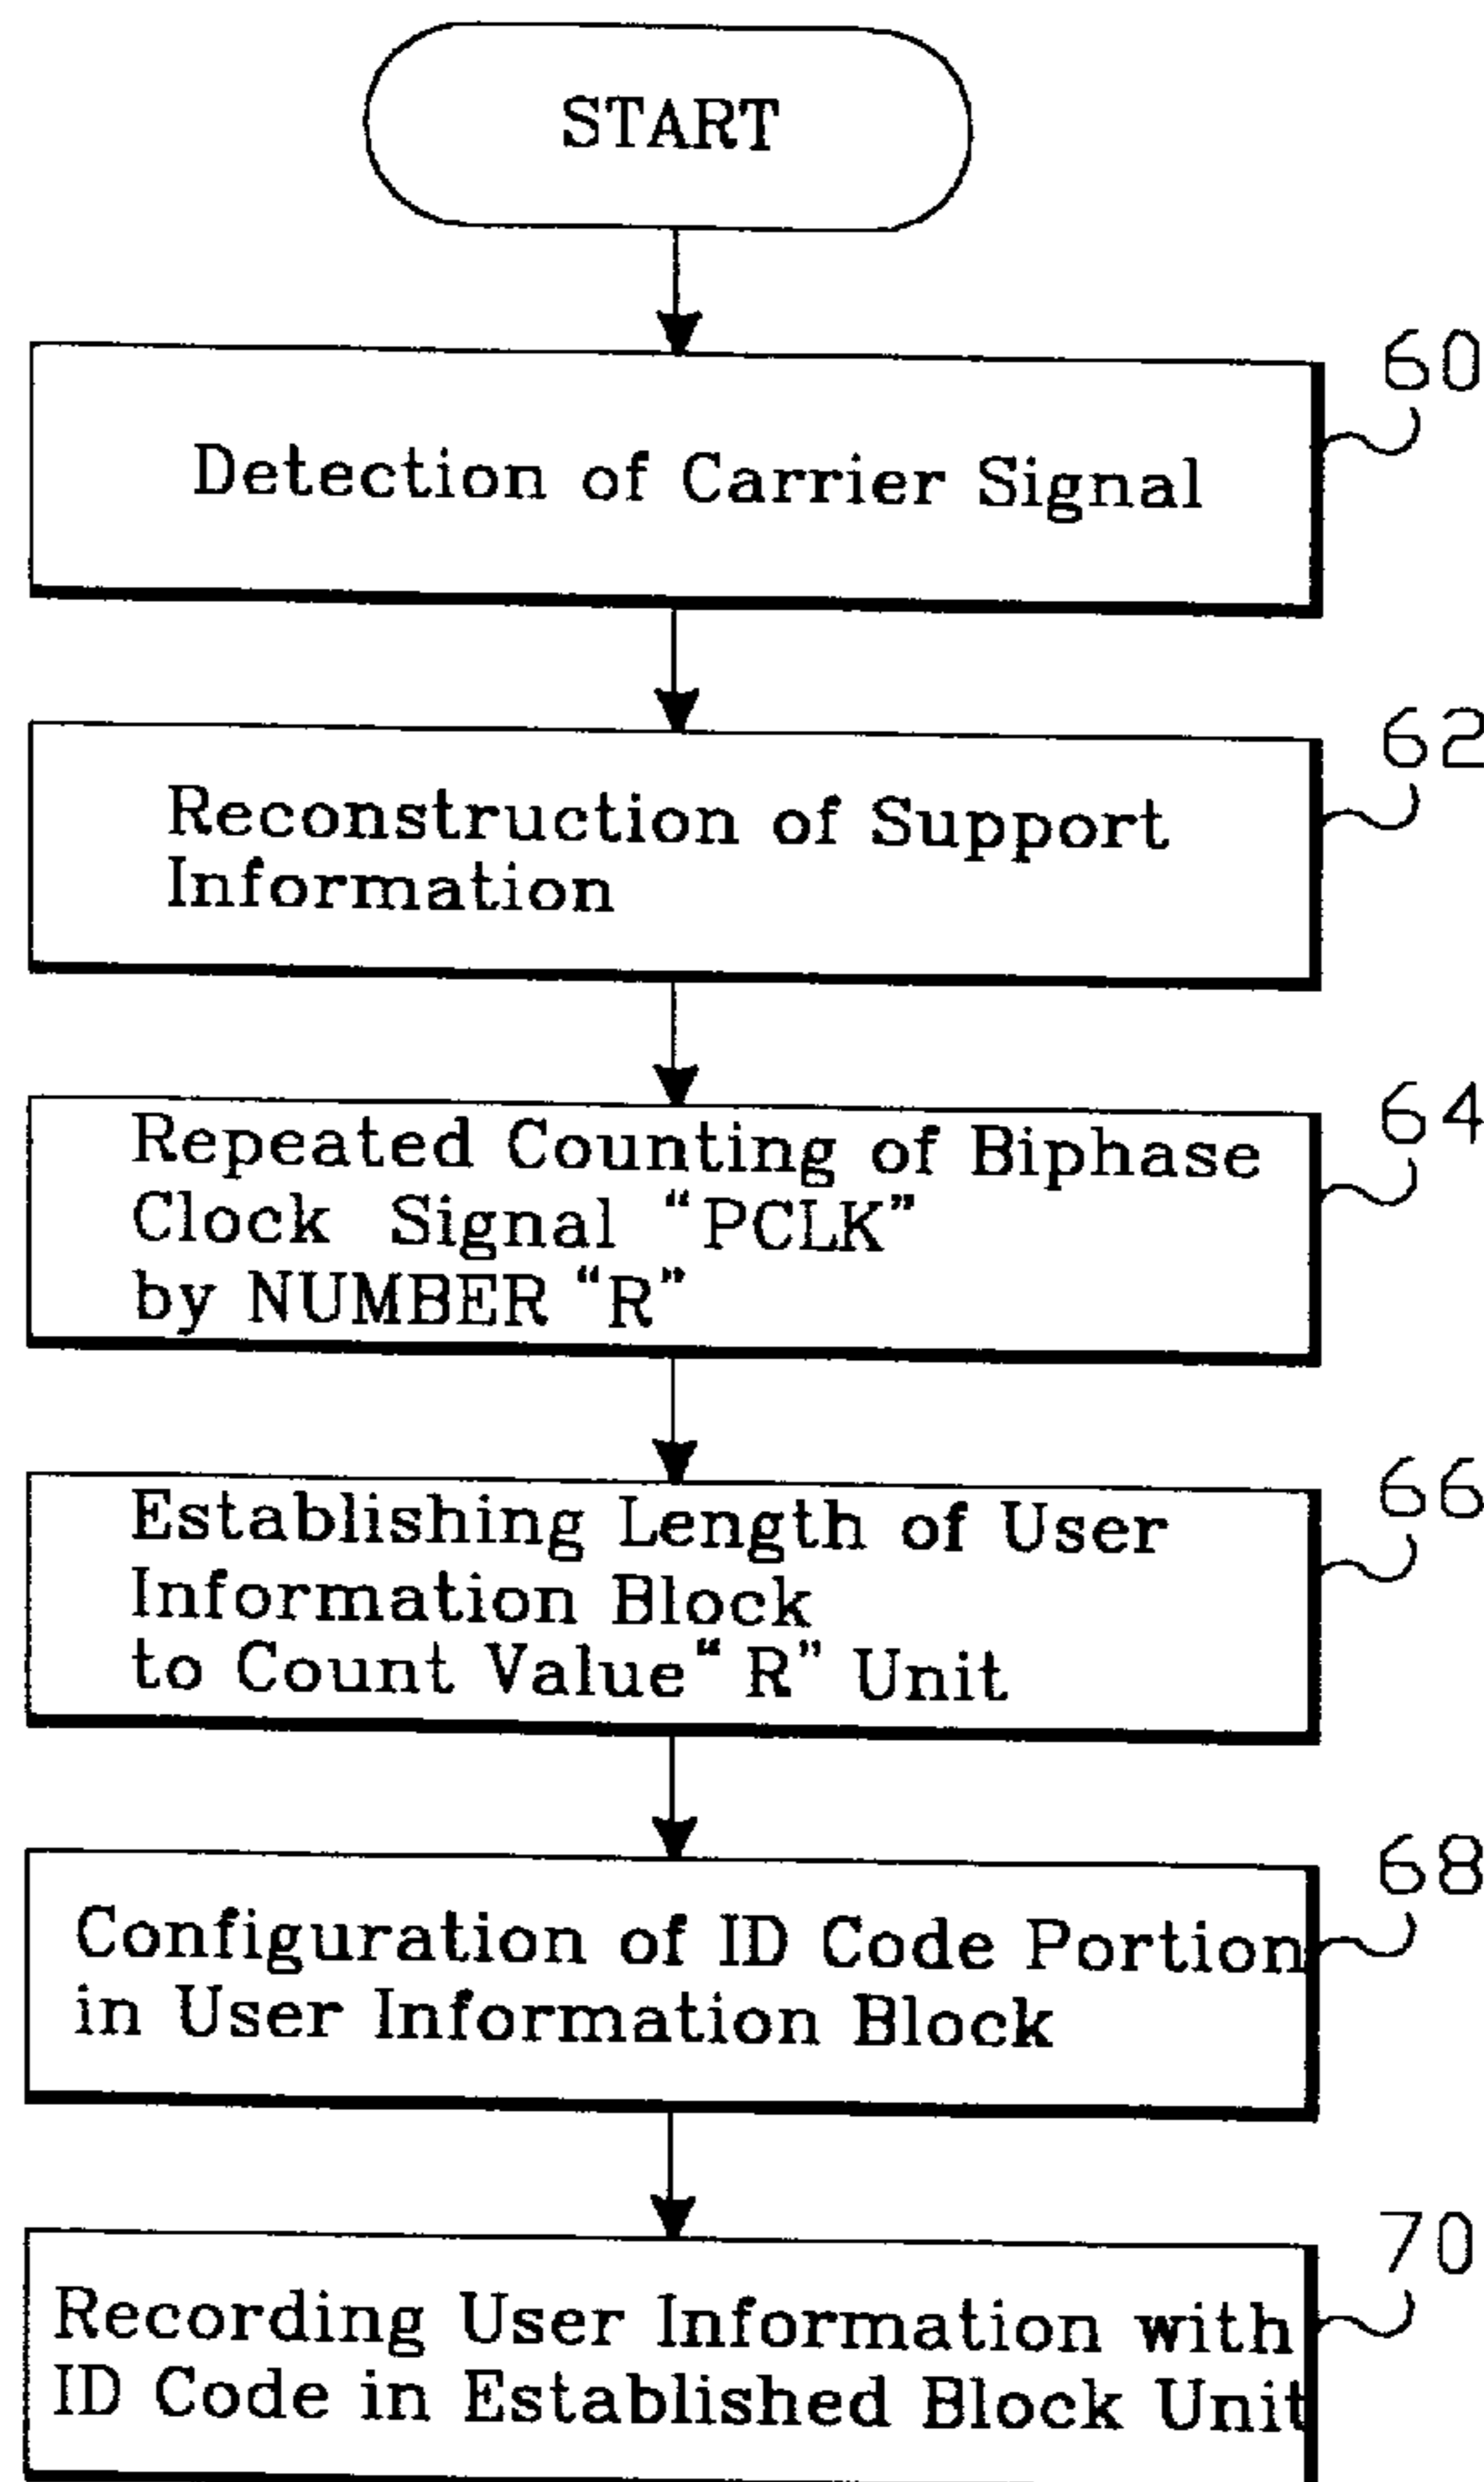 START
60
Detection of Carrier Signal
62
Reconstruction of Support
Information
64
Repeated Counting of Biphase
Clock Signal "PCLK"
by NUMBER "R"
66
Establishing Length of User
Information Block
to Count Value "R" Unit
68
Configuration of ID Code Portion
in User Information Block
70
Recording User Information with
ID Code in Established Block Unit